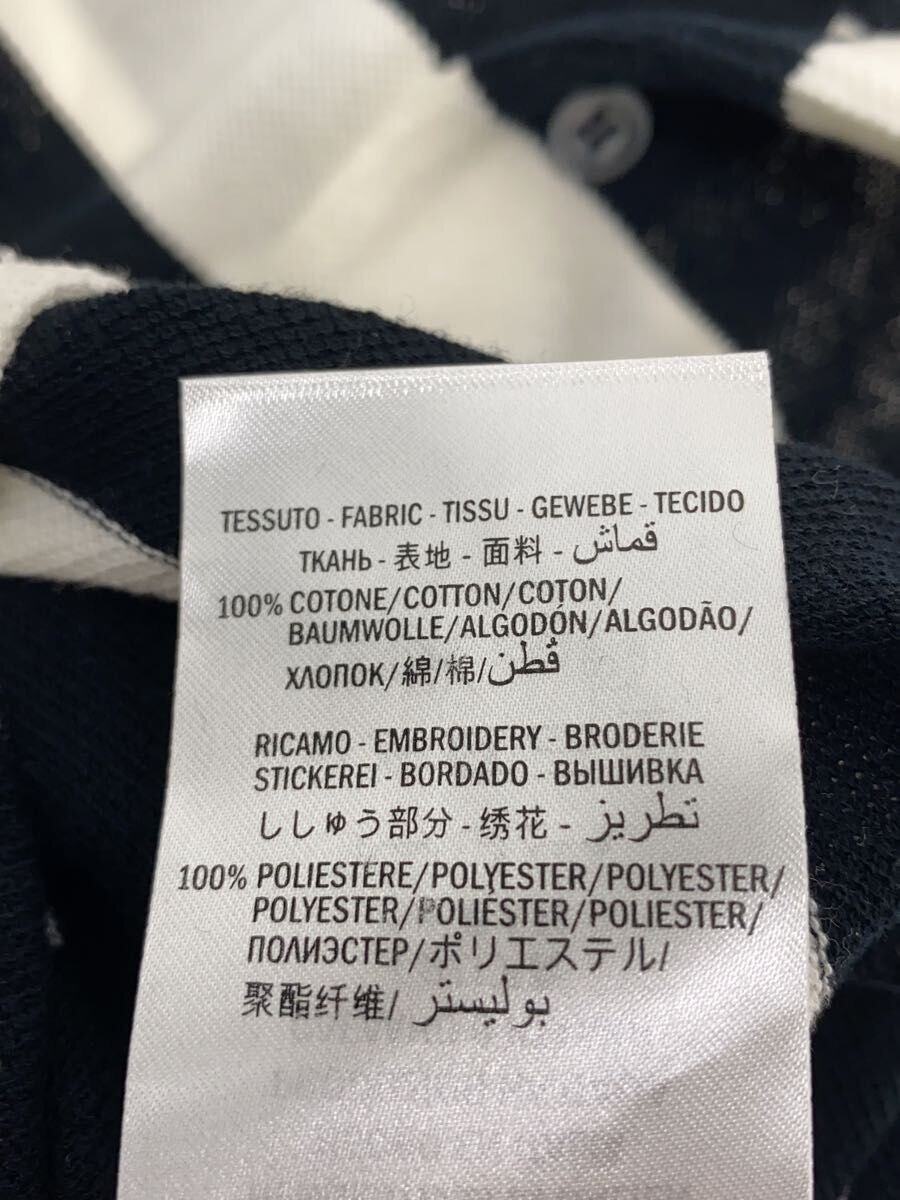 TESSUTO - FABRIC - TISSU - GEWEBE - TECIDO
ТКАНЬ - 表地 - 面料 - قماش
100% COTONE/COTTON/COTON/
BAUMWOLLE/ALGODÓN/ALGODÃO/
ХЛОПОК/綿/棉/قُطن
RICAMO - EMBROIDERY - BRODERIE
STICKEREI - BORDADO - ВЫШИВКА
ししゅう部分 - 绣花 - تطريز
100% POLIESTERE/POLYESTER/POLYESTER/
POLYESTER/POLIÉSTER/POLIESTER/
ПОЛИЭСТЕР/ポリエステル/
聚酯纤维/بوليستر